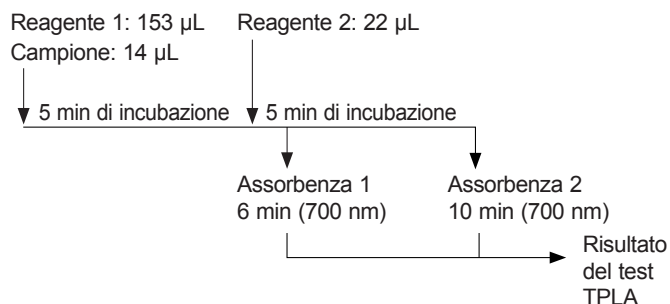 Reagente 1: 153 µL
Campione: 14 µL
Reagente 2: 22 µL
5 min di incubazione
5 min di incubazione
Assorbenza 1
6 min (700 nm)
Assorbenza 2
10 min (700 nm)
Risultato
del test
TPLA